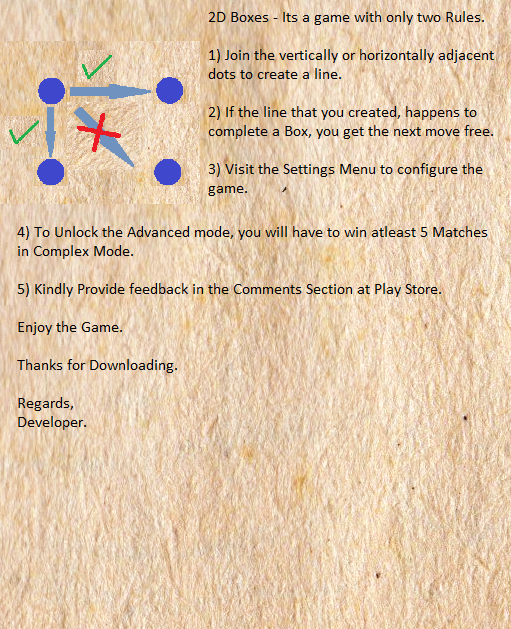 2D Boxes - Its a game with only two Rules.
1) Join the vertically or horizontally adjacent
dots to create a line.
2) If the line that you created, happens to
complete a Box, you get the next move free.
3) Visit the Settings Menu to configure the
game.
4) To Unlock the Advanced mode, you will have to win atleast 5 Matches
in Complex Mode.
5) Kindly Provide feedback in the Comments Section at Play Store.
Enjoy the Game.
Thanks for Downloading.
Regards,
Developer.